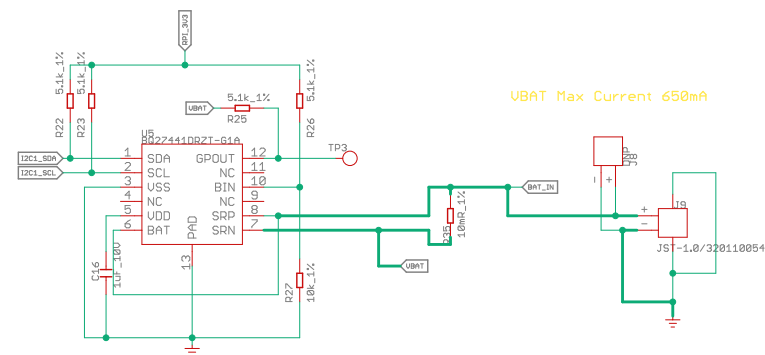 RPI_3V3
5.1k_1%
5.1k_1%
R22
R23
VBAT
5.1k_1%
R25
5.1k_1%
R26
TP3
VBAT Max Current 650mA
U5
BQ27441DRZT-G1A
I2C1_SDA
I2C1_SCL
1 SDA GPOUT 12
2 SCL NC 11
3 VSS BIN 10
4 NC SRP 8
5 VDD SRN 7
6 BAT
PAD
13
C16
1uF_10V
R27
10k_1%
R35
10mR_1%
BAT_IN
VBAT
DNP
J8
- +
J9
+
-
JST-1.0/320110054